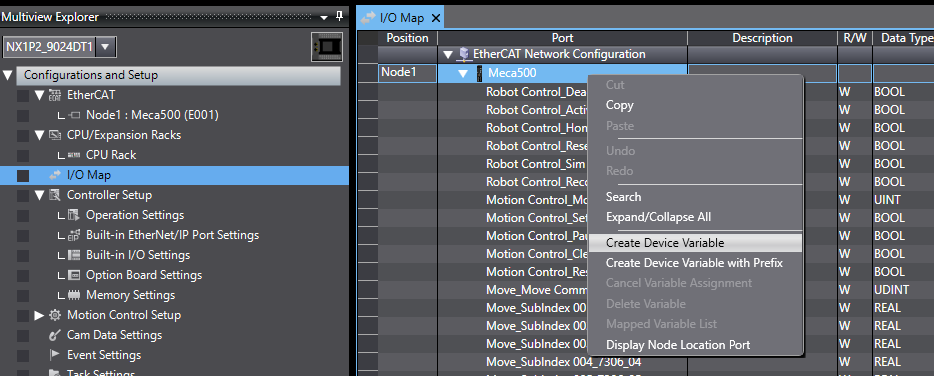 Multiview Explorer
NX1P2_9024DT1
Configurations and Setup
EtherCAT
Node1 : Meca500 (E001)
CPU/Expansion Racks
CPU Rack
I/O Map
Controller Setup
Operation Settings
Built-in EtherNet/IP Port Settings
Built-in I/O Settings
Option Board Settings
Memory Settings
Motion Control Setup
Cam Data Settings
Event Settings
Task Settings
I/O Map
Position Port Description R/W Data Type
EtherCAT Network Configuration
Node1 Meca500
Robot Control_Dea W BOOL
Robot Control_Acti W BOOL
Robot Control_Hom W BOOL
Robot Control_Rese W BOOL
Robot Control_Sim W BOOL
Robot Control_Reco W BOOL
Motion Control_Mo W UINT
Motion Control_Set W BOOL
Motion Control_Pau W BOOL
Motion Control_Cle W BOOL
Motion Control_Res W BOOL
Move_Move Comm W UDINT
Move_SubIndex 00 W REAL
Move_SubIndex 00 W REAL
Move_SubIndex 00 W REAL
Move_SubIndex 004_7306_04 W REAL
Cut
Copy
Paste
Undo
Redo
Search
Expand/Collapse All
Create Device Variable
Create Device Variable with Prefix
Cancel Variable Assignment
Delete Variable
Mapped Variable List
Display Node Location Port